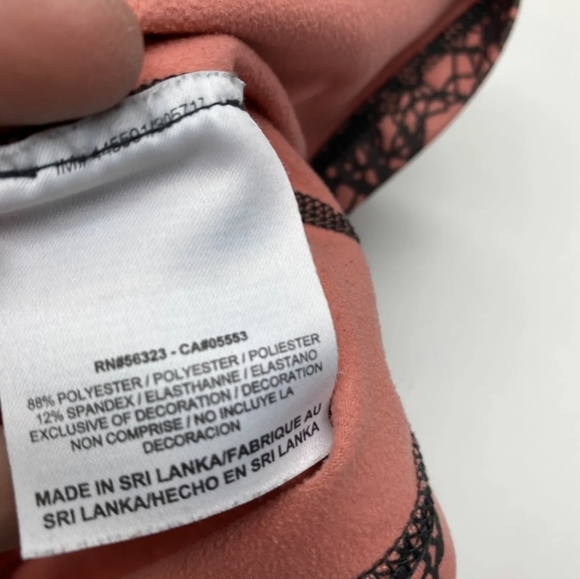 RN#56323 - CA#05553
88% POLYESTER / POLYESTER / POLIESTER
12% SPANDEX / ELASTHANNE / ELASTANO
EXCLUSIVE OF DECORATION / DECORATION
NON COMPRISE / NO INCLUYE LA
DECORACION
MADE IN SRI LANKA/FABRIQUE AU
SRI LANKA/HECHO EN SRI LANKA